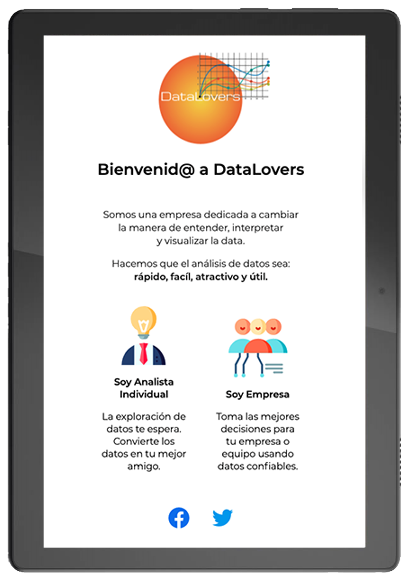 DataLovers
Bienvenid@ a DataLovers
Somos una empresa dedicada a cambiar
la manera de entender, interpretar
y visualizar la data.
Hacemos que el análisis de datos sea:
rápido, facíl, atractivo y útil.
Soy Analista
Individual
La exploración de
datos te espera.
Convierte los
datos en tu mejor
amigo.
Soy Empresa
Toma las mejores
decisiones para
tu empresa o
equipo usando
datos confiables.